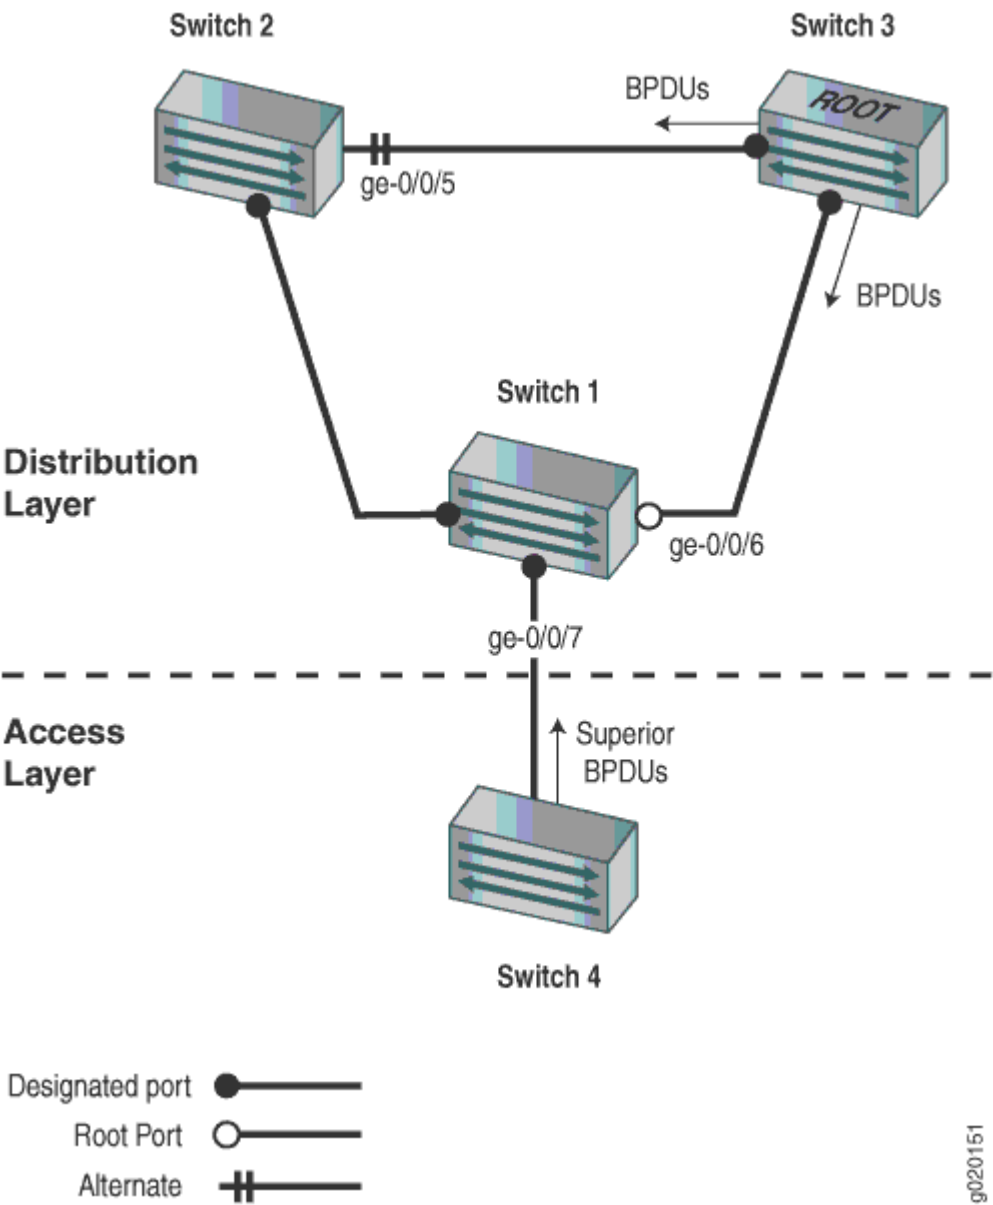 Switch 2
Switch 3
BPDUs
ROOT
ge-0/0/5
BPDUs
Switch 1
Distribution
Layer
ge-0/0/6
ge-0/0/7
Access
Layer
Superior
BPDUs
Switch 4
Designated port
Root Port
Alternate
g020151